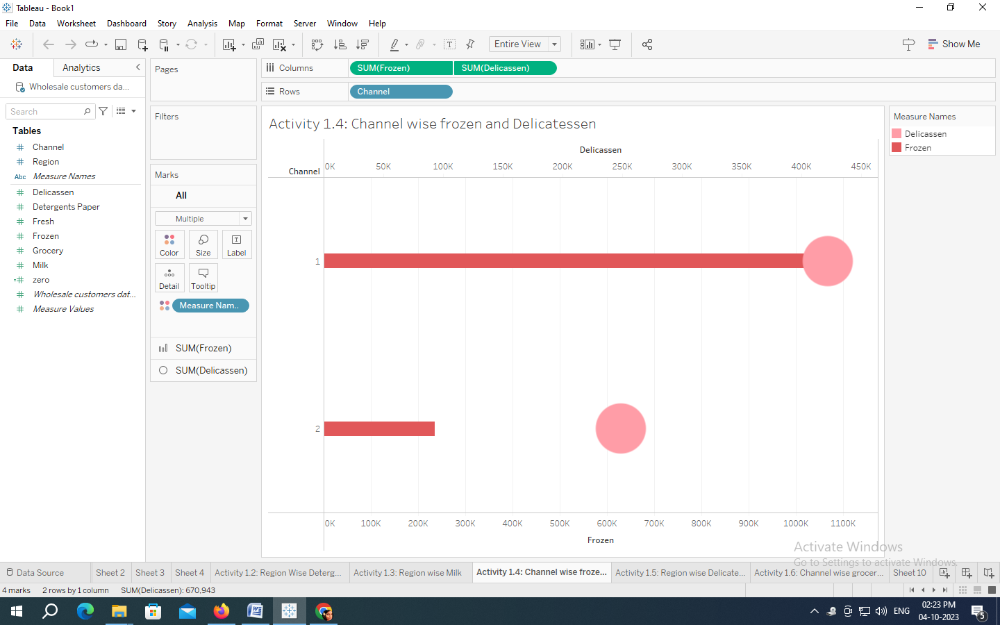 Tableau - Book1
File Data Worksheet Dashboard Story Analysis Map Format Server Window Help
Entire View
Show Me
Data Analytics
Wholesale customers da...
Search
Tables
Channel
Region
Abc Measure Names
Delicassen
Detergents Paper
Fresh
Frozen
Grocery
Milk
zero
Wholesale customers dat...
Measure Values
Pages
Filters
Marks
All
Multiple
Color Size Label
Detail Tooltip
Measure Nam..
SUM(Frozen)
SUM(Delicassen)
Columns SUM(Frozen) SUM(Delicassen)
Rows Channel
Activity 1.4: Channel wise frozen and Delicatessen
Delicassen
Channel 0K 50K 100K 150K 200K 250K 300K 350K 400K 450K
1
2
0K 100K 200K 300K 400K 500K 600K 700K 800K 900K 1000K 1100K
Frozen
Measure Names
Delicassen
Frozen
Activate Windows
Go to Settings to activate Windows.
Data Source Sheet 2 Sheet 3 Sheet 4 Activity 1.2: Region Wise Deterg... Activity 1.3: Region wise Milk Activity 1.4: Channel wise froze... Activity 1.5: Region wise Delicate... Activity 1.6: Channel wise grocer... Sheet 10
4 marks 2 rows by 1 column SUM(Delicassen): 670,943
ENG 02:23 PM
04-10-2023
5